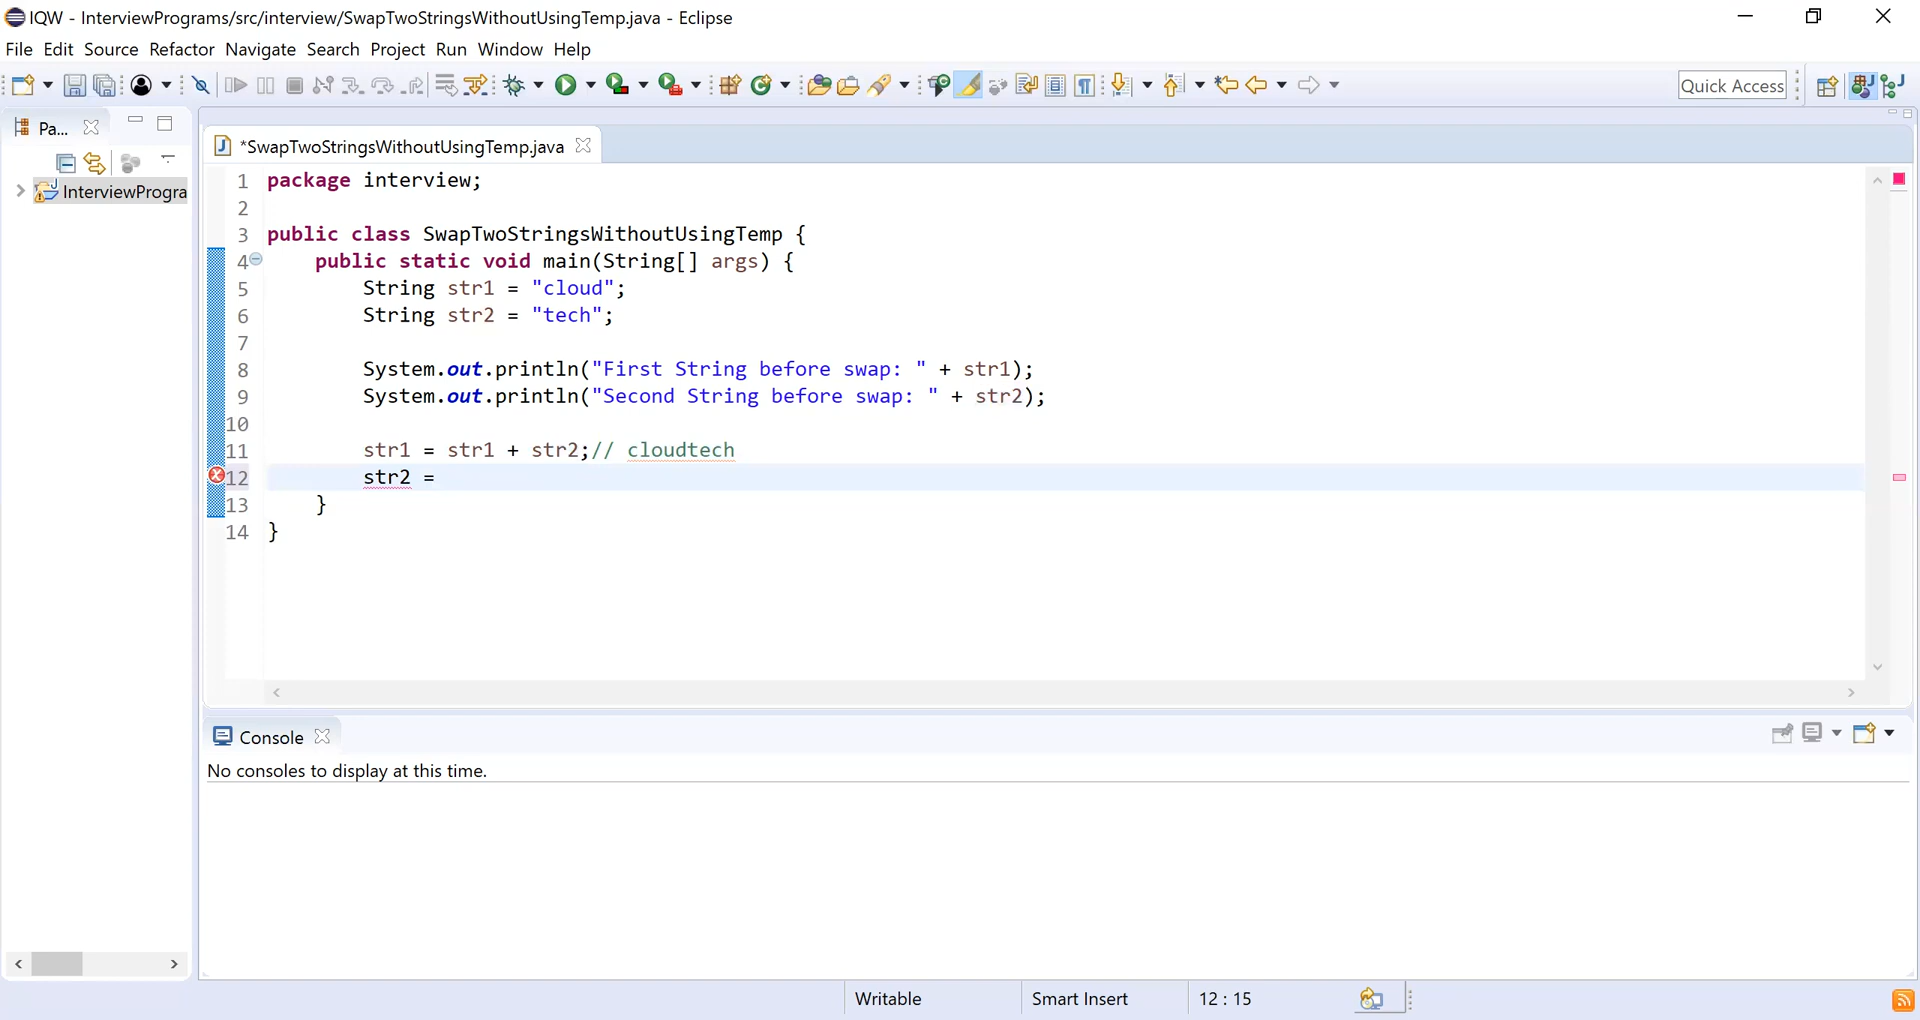 IQW - InterviewPrograms/src/interview/SwapTwoStringsWithoutUsingTemp.java - Eclipse
File Edit Source Refactor Navigate Search Project Run Window Help
Quick Access
Pa...
*SwapTwoStringsWithoutUsingTemp.java
InterviewProgra
1 package interview;
2
3 public class SwapTwoStringsWithoutUsingTemp {
4 public static void main(String[] args) {
5 String str1 = "cloud";
6 String str2 = "tech";
7
8 System.out.println("First String before swap: " + str1);
9 System.out.println("Second String before swap: " + str2);
10
11 str1 = str1 + str2;// cloudtech
12 str2 =
13 }
14 }
Console
No consoles to display at this time.
Writable Smart Insert 12 : 15